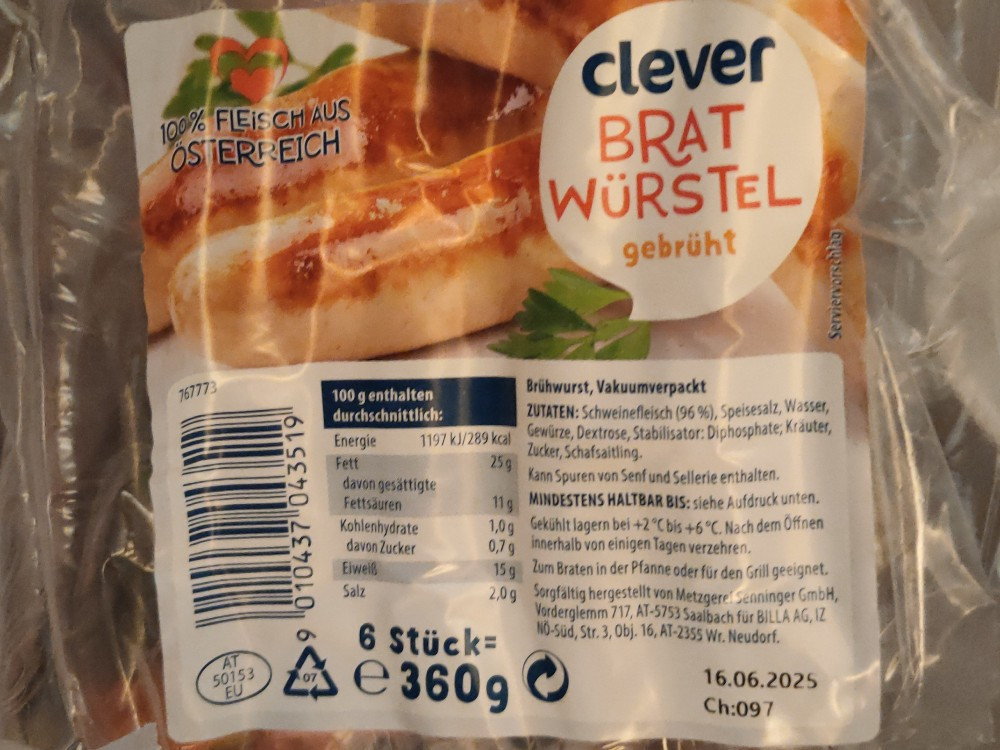 100% FLEISCH AUS
ÖSTERREICH
clever
BRAT
WÜRSTEL
gebrüht
Serviervorschlag
767773
9 010437 043519
100 g enthalten
durchschnittlich:
Energie 1197 kJ/289 kcal
Fett 25 g
davon gesättigte
Fettsäuren 11 g
Kohlenhydrate 1,0 g
davon Zucker 0,7 g
Eiweiß 15 g
Salz 2,0 g
Brühwurst, Vakuumverpackt
ZUTATEN: Schweinefleisch (96 %), Speisesalz, Wasser,
Gewürze, Dextrose, Stabilisator: Diphosphate; Kräuter,
Zucker, Schafsaitling.
Kann Spuren von Senf und Sellerie enthalten.
MINDESTENS HALTBAR BIS: siehe Aufdruck unten.
Gekühlt lagern bei +2 °C bis +6 °C. Nach dem Öffnen
innerhalb von einigen Tagen verzehren.
Zum Braten in der Pfanne oder für den Grill geeignet.
Sorgfältig hergestellt von Metzgerei Senninger GmbH,
Vorderglemm 717, AT-5753 Saalbach für BILLA AG, IZ
NÖ-Süd, Str. 3, Obj. 16, AT-2355 Wr. Neudorf.
AT
50153
EU
07
6 Stück=
e 360g
16.06.2025
Ch:097